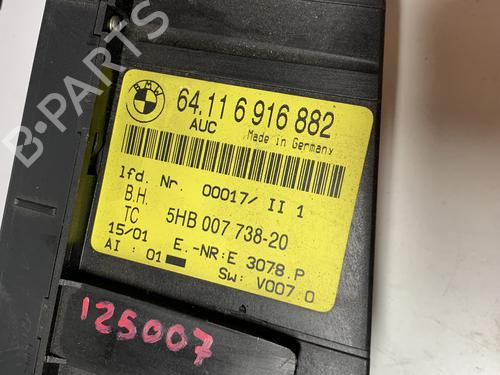 BMW
64.11 6 916 882
AUC Made in Germany
lfd. Nr. 00017/ II 1
B.H.
TC 5HB 007 738-20
15/01 E.-NR:E 3078.P
AI : 01 SW: V007.0
125007
B-PARTS